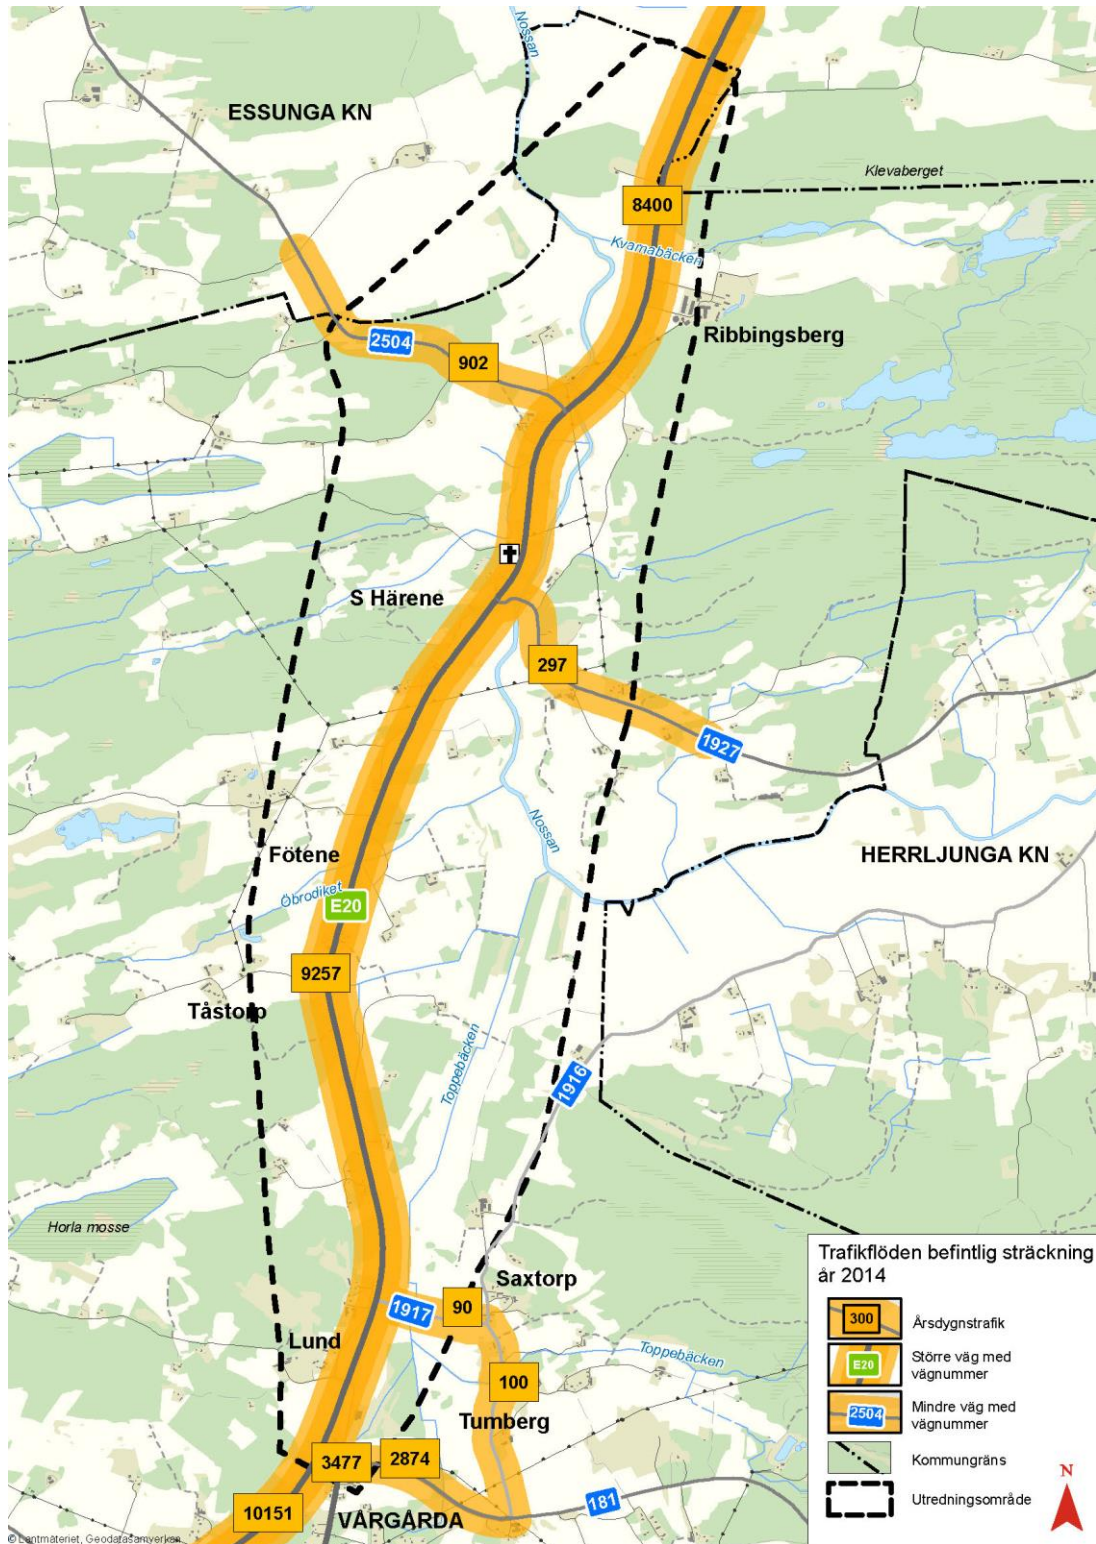 Nossan
ESSUNGA KN
Klevaberget
8400
Kvarnabäcken
Ribbingsberg
2504
902
S Härene
297
1927
Nossan
HERRLJUNGA KN
Fötene
Öbrodiket
E20
9257
Tåstorp
Toppebäcken
1916
Horla mosse
Saxtorp
1917
90
Lund
Toppebäcken
100
Tumberg
2874
3477
10151
VÅRGÅRDA
181
© Lantmäteriet, Geodatasamverkan
Trafikflöden befintlig sträckning
år 2014
300
Årsdygnstrafik
E20
Större väg med
vägnummer
2504
Mindre väg med
vägnummer
Kommungräns
Utredningsområde
N